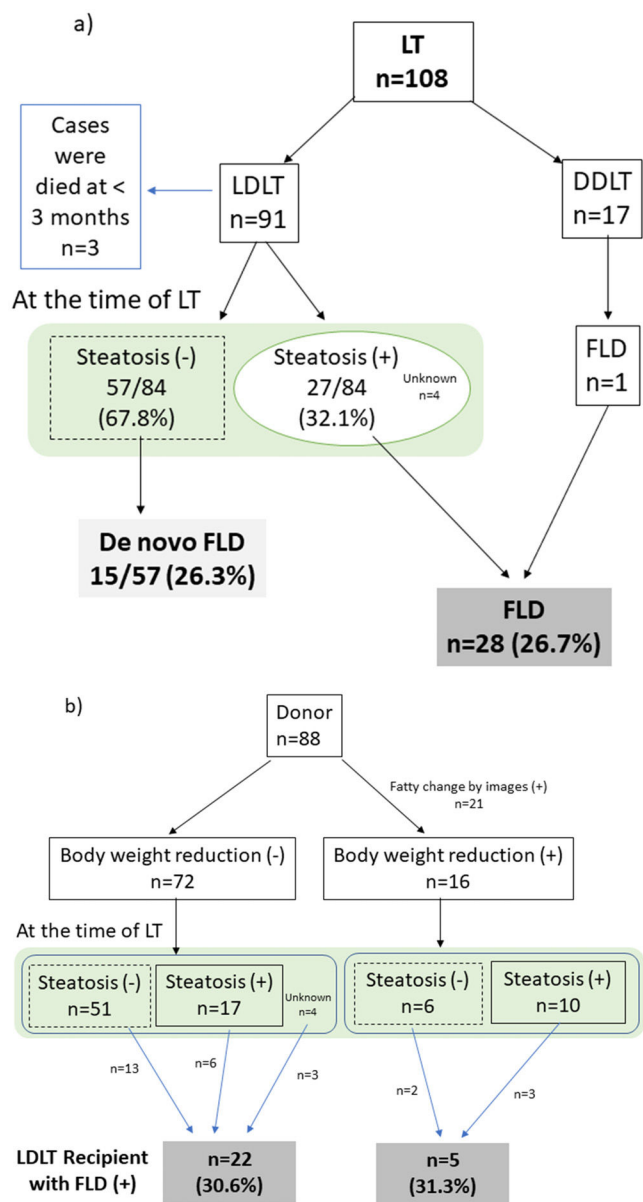 a)
LT
n=108
Cases
were
died at <
3 months
n=3
LDLT
n=91
DDLT
n=17
At the time of LT
Steatosis (-)
57/84
(67.8%)
Steatosis (+)
27/84
(32.1%)
Unknown
n=4
FLD
n=1
De novo FLD
15/57 (26.3%)
FLD
n=28 (26.7%)
b)
Donor
n=88
Fatty change by images (+)
n=21
Body weight reduction (-)
n=72
Body weight reduction (+)
n=16
At the time of LT
Steatosis (-)
n=51
Steatosis (+)
n=17
Unknown
n=4
Steatosis (-)
n=6
Steatosis (+)
n=10
n=13
n=6
n=3
n=2
n=3
LDLT Recipient
with FLD (+)
n=22
(30.6%)
n=5
(31.3%)